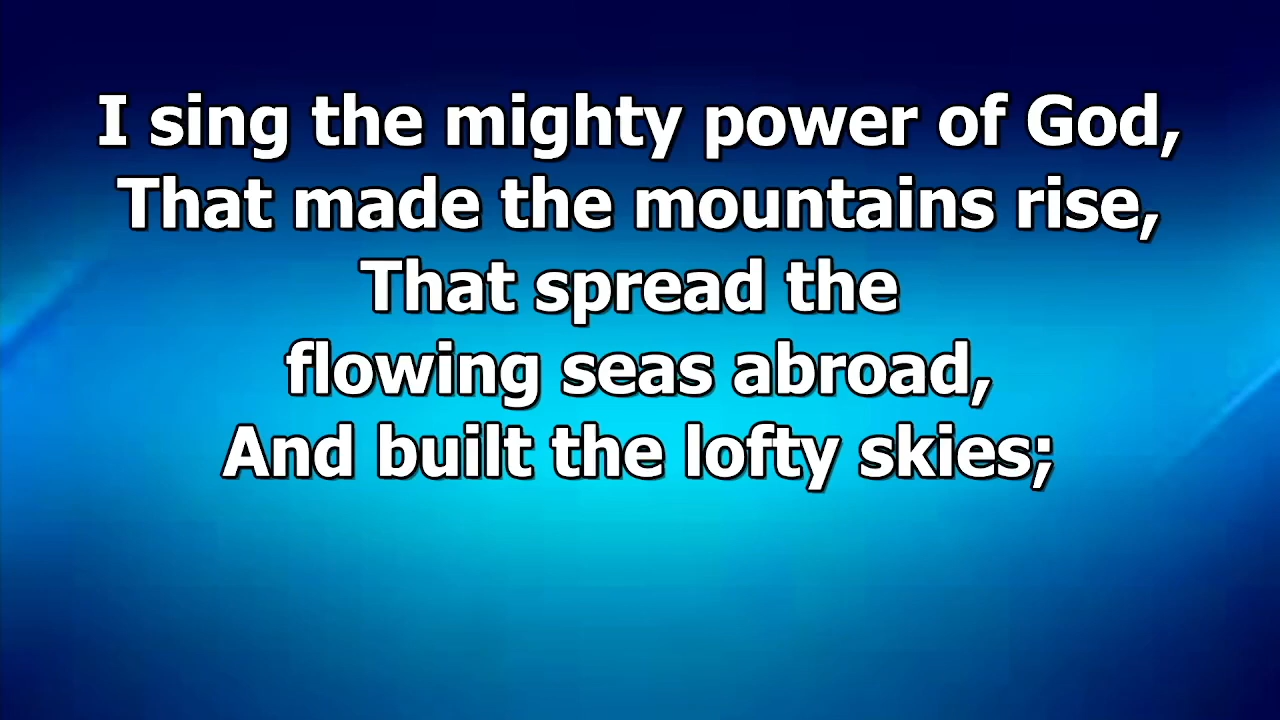 I sing the mighty power of God,
That made the mountains rise,
That spread the
flowing seas abroad,
And built the lofty skies;